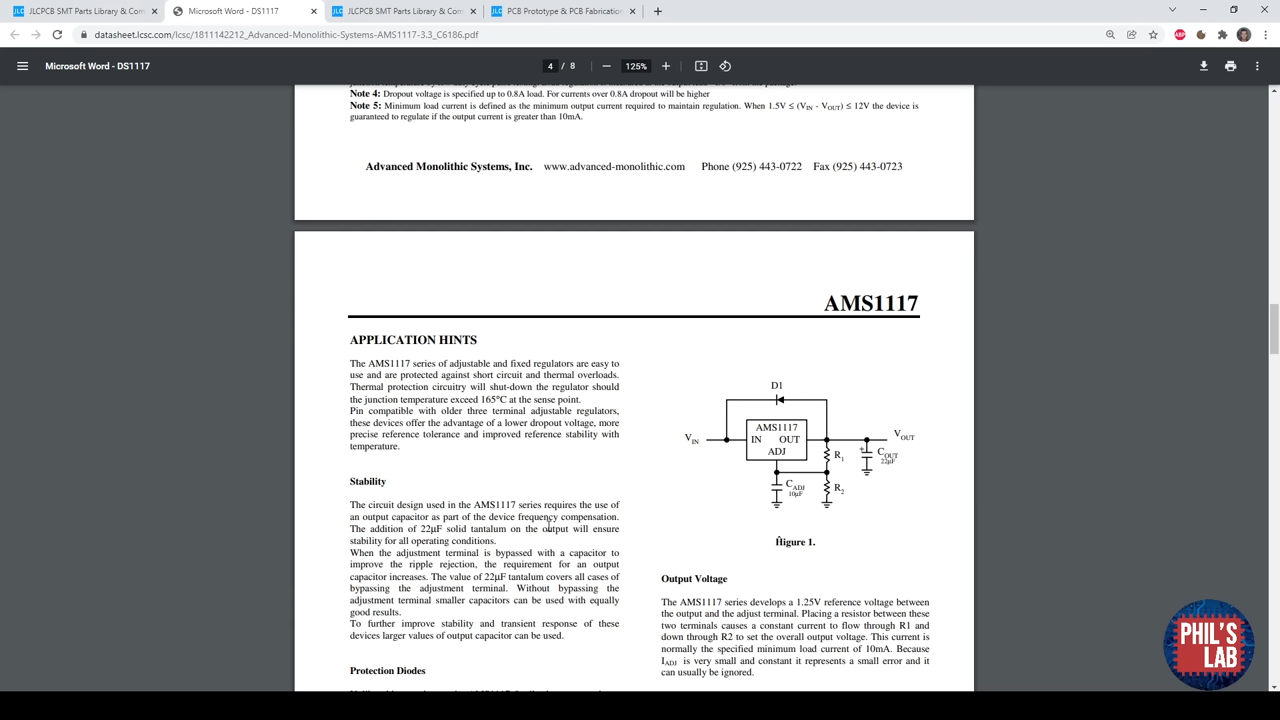 JLCPCB SMT Parts Library & Com
Microsoft Word - DS1117
JLCPCB SMT Parts Library & Com
PCB Prototype & PCB Fabrication
datasheet.lcsc.com/lcsc/1811142212_Advanced-Monolithic-Systems-AMS1117-3.3_C6186.pdf
Microsoft Word - DS1117
4 / 8
125%
Note 4: Dropout voltage is specified up to 0.8A load. For currents over 0.8A dropout will be higher
Note 5: Minimum load current is defined as the minimum output current required to maintain regulation. When 1.5V ≤ (VIN - VOUT) ≤ 12V the device is
guaranteed to regulate if the output current is greater than 10mA.
Advanced Monolithic Systems, Inc. www.advanced-monolithic.com Phone (925) 443-0722 Fax (925) 443-0723
AMS1117
APPLICATION HINTS
The AMS1117 series of adjustable and fixed regulators are easy to
use and are protected against short circuit and thermal overloads.
Thermal protection circuitry will shut-down the regulator should
the junction temperature exceed 165°C at the sense point.
Pin compatible with older three terminal adjustable regulators,
these devices offer the advantage of a lower dropout voltage, more
precise reference tolerance and improved reference stability with
temperature.
Stability
The circuit design used in the AMS1117 series requires the use of
an output capacitor as part of the device frequency compensation.
The addition of 22μF solid tantalum on the output will ensure
stability for all operating conditions.
When the adjustment terminal is bypassed with a capacitor to
improve the ripple rejection, the requirement for an output
capacitor increases. The value of 22μF tantalum covers all cases of
bypassing the adjustment terminal. Without bypassing the
adjustment terminal smaller capacitors can be used with equally
good results.
To further improve stability and transient response of these
devices larger values of output capacitor can be used.
Protection Diodes
D1
AMS1117
VIN
IN OUT
VOUT
ADJ
R1
COUT
22μF
+
CADJ
10μF
R2
Figure 1.
Output Voltage
The AMS1117 series develops a 1.25V reference voltage between
the output and the adjust terminal. Placing a resistor between these
two terminals causes a constant current to flow through R1 and
down through R2 to set the overall output voltage. This current is
normally the specified minimum load current of 10mA. Because
IADJ is very small and constant it represents a small error and it
can usually be ignored.
PHIL'S
LAB